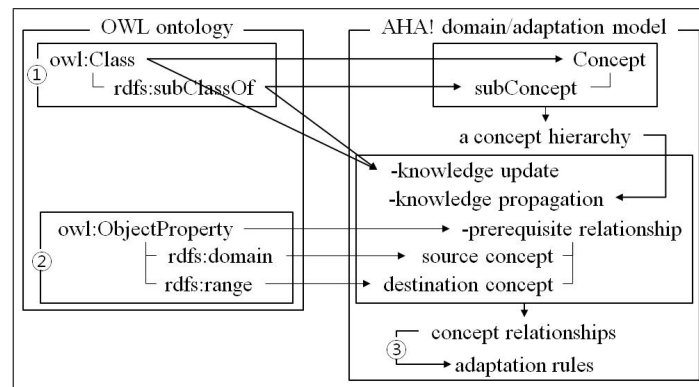 OWL ontology
① owl:Class
rdfs:subClassOf
② owl:ObjectProperty
rdfs:domain
rdfs:range
AHA! domain/adaptation model
Concept
subConcept
a concept hierarchy
-knowledge update
-knowledge propagation
-prerequisite relationship
source concept
destination concept
concept relationships
③
adaptation rules